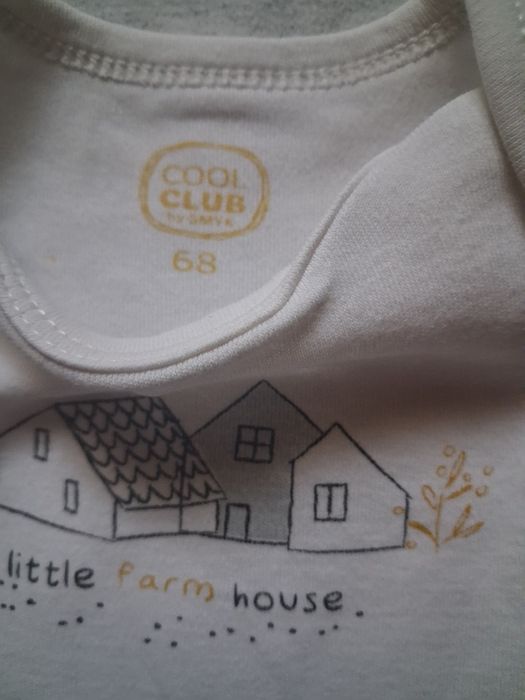 COOL
CLUB
by SMYK
68
little farm house.